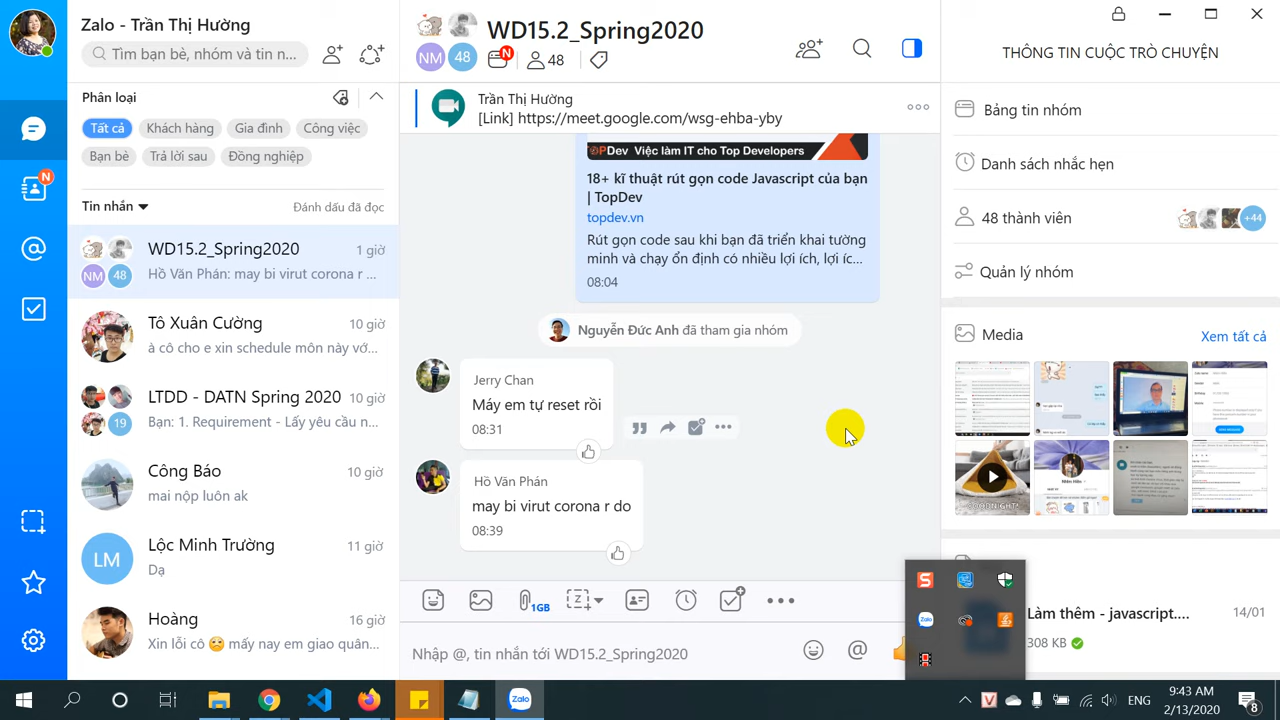 Zalo - Trần Thị Hường
Tìm bạn bè, nhóm và tin n...
Phân loại
Tất cả
Khách hàng
Gia đình
Công việc
Bạn bè
Trả lời sau
Đồng nghiệp
Tin nhắn
Đánh dấu đã đọc
WD15.2_Spring2020
1 giờ
NM
48
Hồ Văn Phán: may bi virut corona r ...
Tô Xuân Cường
10 giờ
à cô cho e xin schedule môn này vớ...
LTDD - DATN Spring 2020
10 giờ
19
Bạn: 1. Requirement - Lấy yêu cầu n...
Công Báo
10 giờ
mai nộp luôn ak
LM
Lộc Minh Trường
11 giờ
Dạ
Hoàng
16 giờ
Xin lỗi cô mấy nay em giao quân...
N
WD15.2_Spring2020
NM
48
N
48
Trần Thị Hường
[Link] https://meet.google.com/wsg-ehba-yby
TOPDev Việc làm IT cho Top Developers
18+ kĩ thuật rút gọn code Javascript của bạn
| TopDev
topdev.vn
Rút gọn code sau khi bạn đã triển khai tường
minh và chạy ổn định có nhiều lợi ích, lợi íc...
08:04
Nguyễn Đức Anh đã tham gia nhóm
Jerry Chan
Máy em tự reset rồi
08:31
Hồ Văn Phán
may bi virut corona r do
08:39
1GB
Nhập @, tin nhắn tới WD15.2_Spring2020
THÔNG TIN CUỘC TRÒ CHUYỆN
Bảng tin nhóm
Danh sách nhắc hẹn
48 thành viên
+44
Quản lý nhóm
Media
Xem tất cả
GOOD NIGHT!
Làm thêm - javascript....
14/01
308 KB
Zalo
Zalo
ENG
9:43 AM
2/13/2020
8